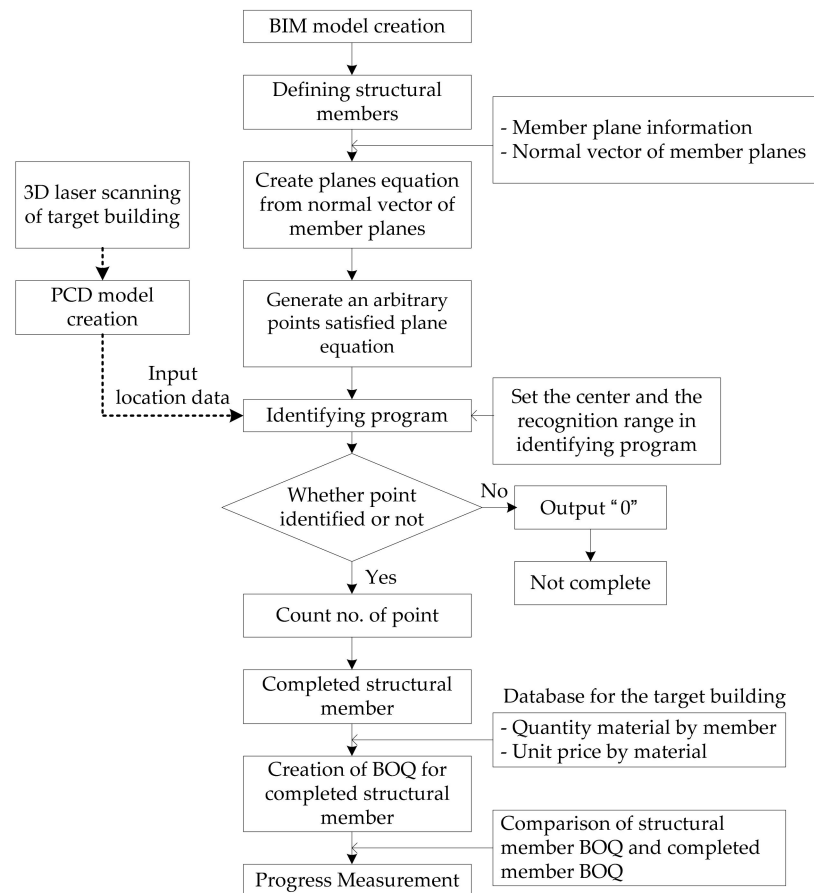 BIM model creation
Defining structural
members
- Member plane information
- Normal vector of member planes
3D laser scanning
of target building
Create planes equation
from normal vector of
member planes
PCD model
creation
Generate an arbitrary
points satisfied plane
equation
Input
location data
Identifying program
Set the center and the
recognition range in
identifying program
Whether point
identified or not
No
Output “0”
Not complete
Yes
Count no. of point
Completed structural
member
Database for the target building
- Quantity material by member
- Unit price by material
Creation of BOQ for
completed structural
member
Comparison of structural
member BOQ and completed
member BOQ
Progress Measurement